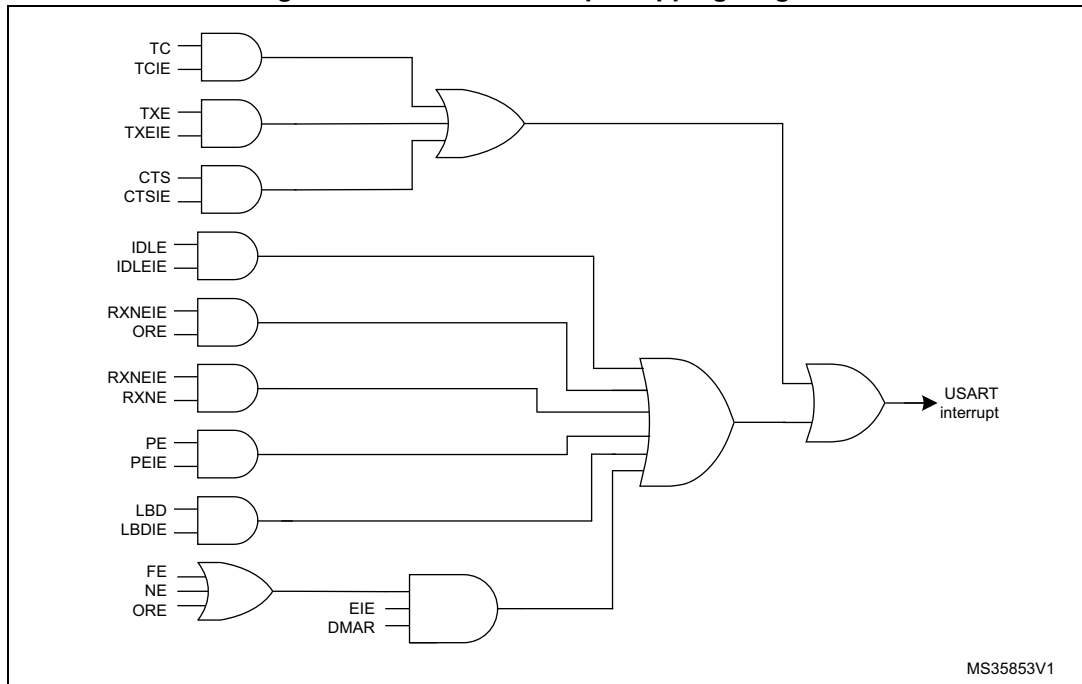 TC
TCIE
TXE
TXEIE
CTS
CTSIE
IDLE
IDLEIE
RXNEIE
ORE
RXNEIE
RXNE
PE
PEIE
LBD
LBDIE
FE
NE
ORE
EIE
DMAR
USART
interrupt
MS35853V1